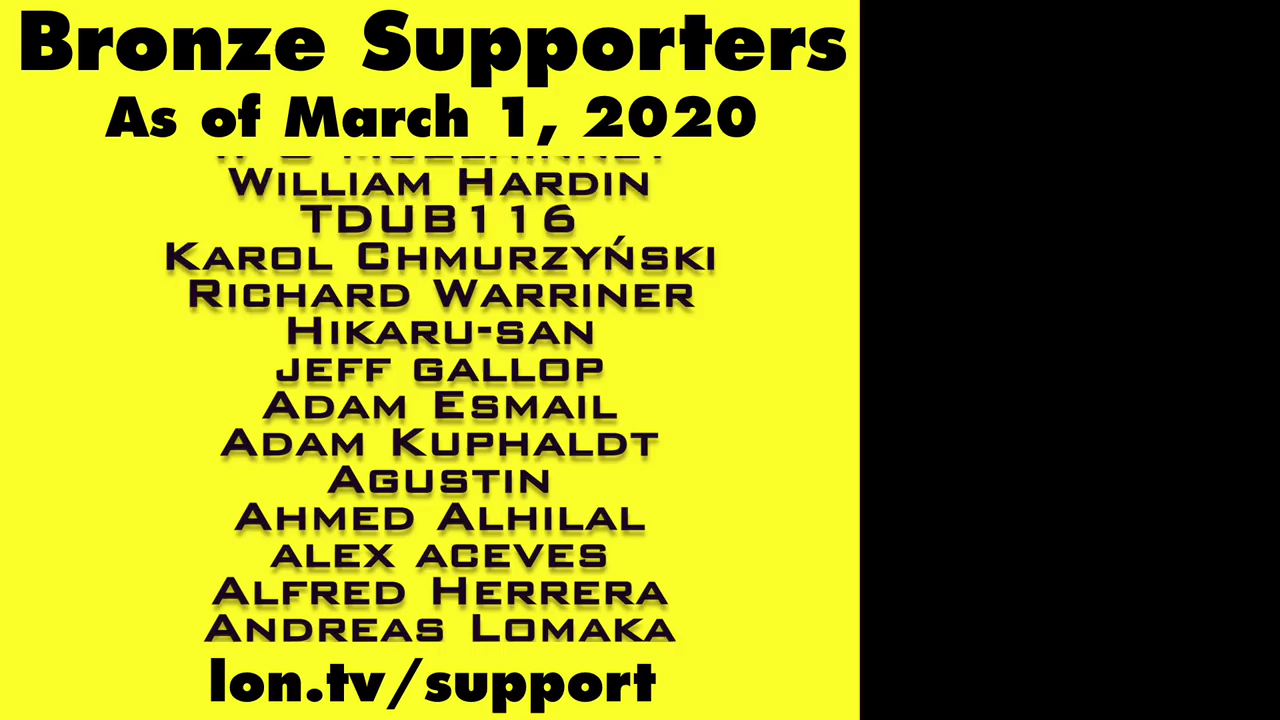 Bronze Supporters
As of March 1, 2020
William Hardin
TDUB116
Karol Chmurzyński
Richard Warriner
Hikaru-san
jeff gallop
Adam Esmail
Adam Kuphaldt
Agustin
Ahmed Alhilal
alex aceves
Alfred Herrera
Andreas Lomaka
lon.tv/support